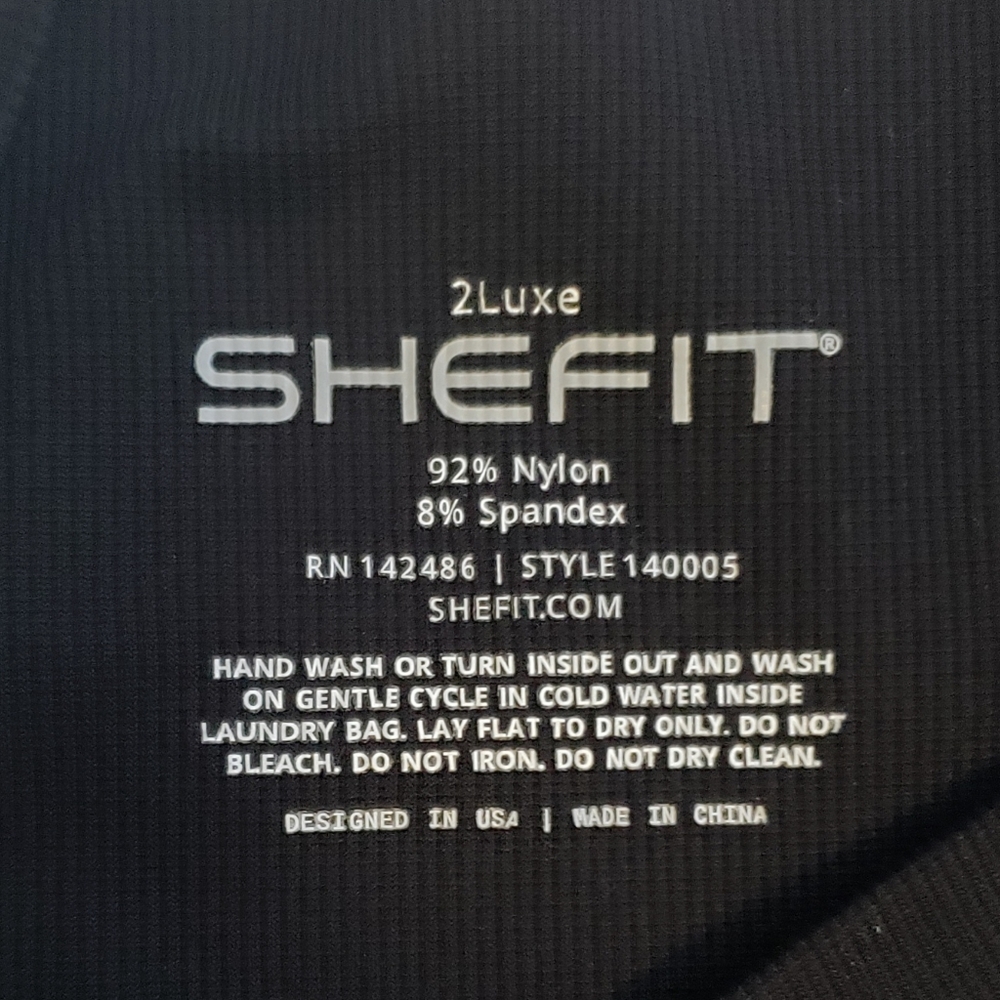 2Luxe
SHEFIT®
92% Nylon
8% Spandex
RN 142486 | STYLE 140005
SHEFIT.COM
HAND WASH OR TURN INSIDE OUT AND WASH
ON GENTLE CYCLE IN COLD WATER INSIDE
LAUNDRY BAG. LAY FLAT TO DRY ONLY. DO NOT
BLEACH. DO NOT IRON. DO NOT DRY CLEAN.
DESIGNED IN USA | MADE IN CHINA